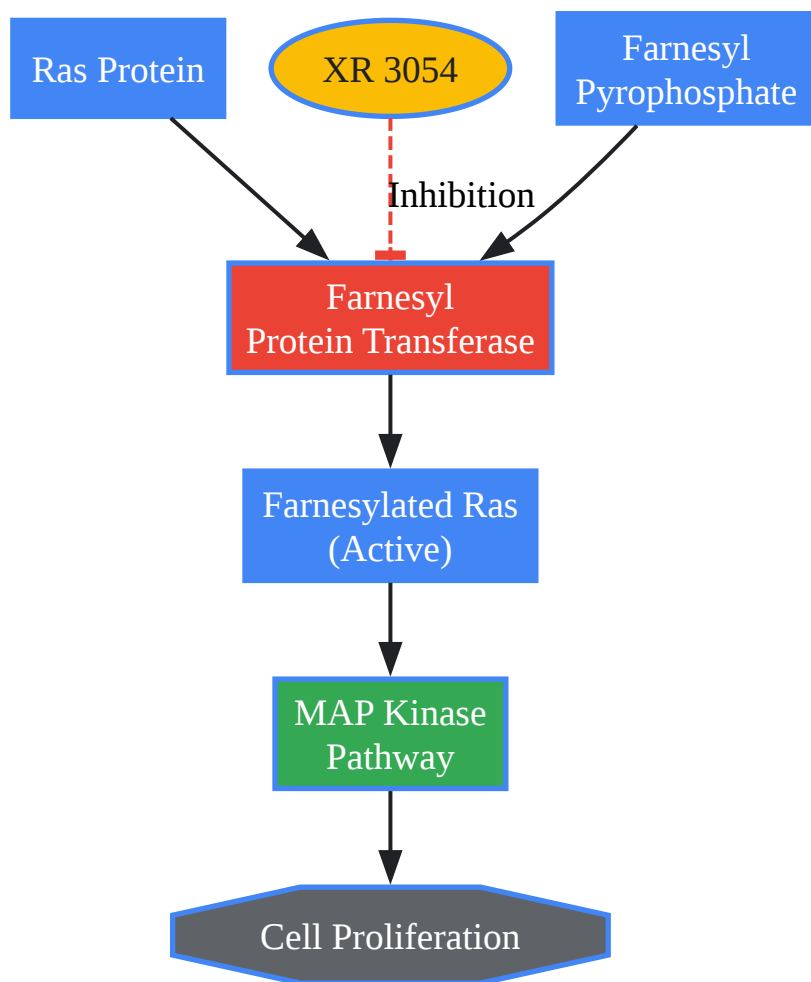 Ras Protein
XR 3054
Farnesyl
Pyrophosphate
Inhibition
Farnesyl
Protein Transferase
Farnesylated Ras
(Active)
MAP Kinase
Pathway
Cell Proliferation